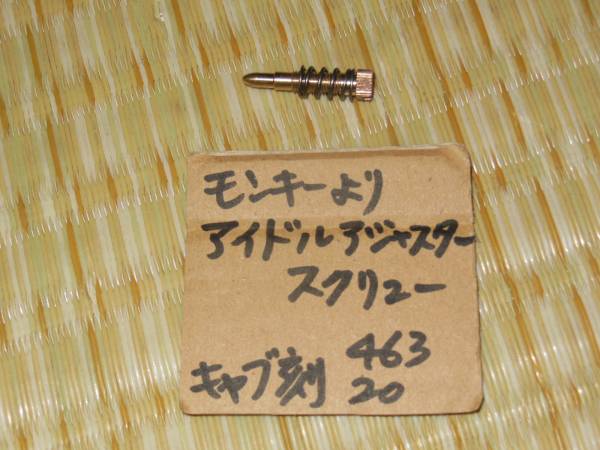 モンキーより
アイドルアジャスター
スクリュー
キャブ刻 463
20